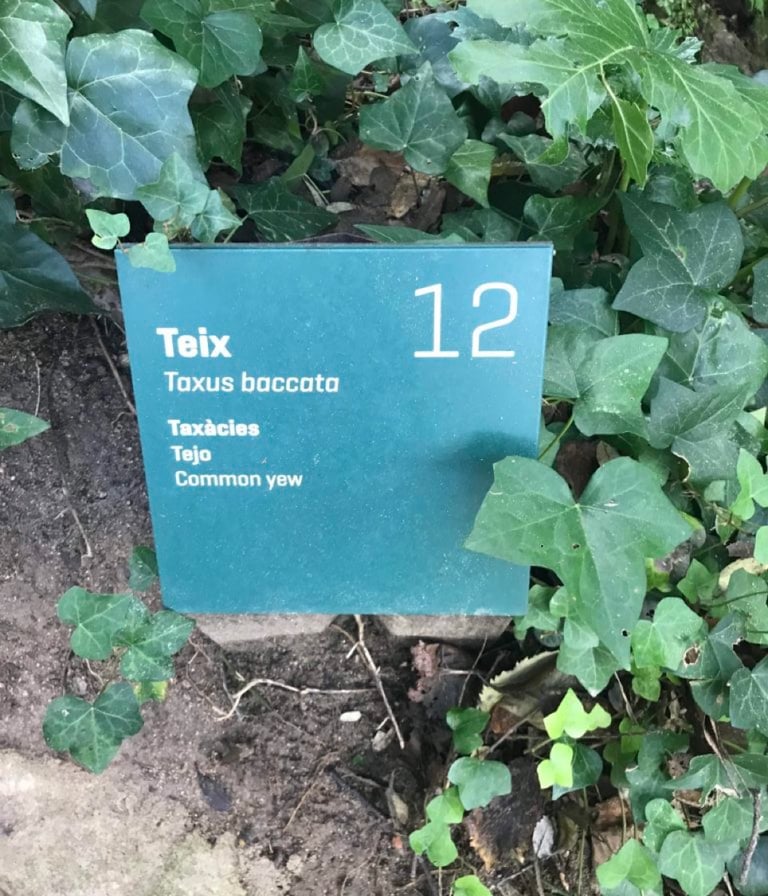 12
Teix
Taxus baccata
Taxàcies
Tejo
Common yew